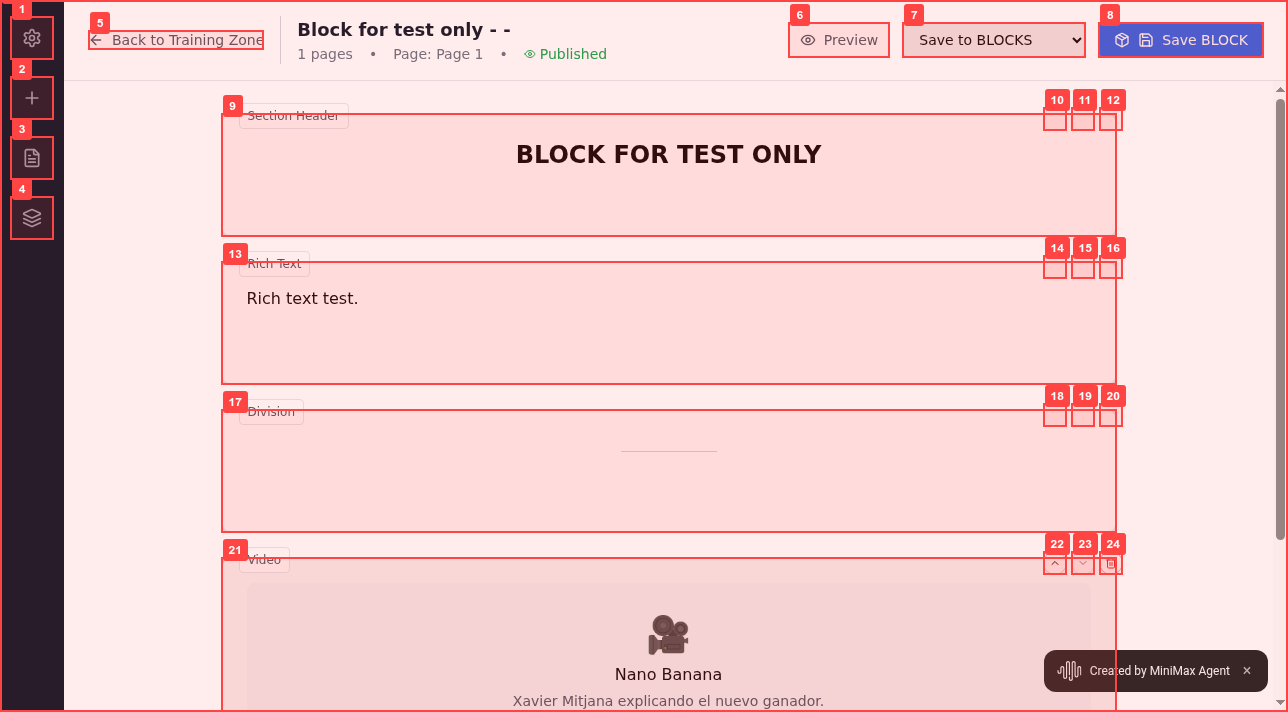 1
5
Back to Training Zone
Block for test only - -
1 pages • Page: Page 1 • Published
6
Preview
7
Save to BLOCKS
8
Save BLOCK
2
3
4
9
Section Header
10
11
12
BLOCK FOR TEST ONLY
13
Rich Text
14
15
16
Rich text test.
17
Division
18
19
20
21
Video
22
23
24
Nano Banana
Xavier Mitjana explicando el nuevo ganador.
Created by MiniMax Agent ×